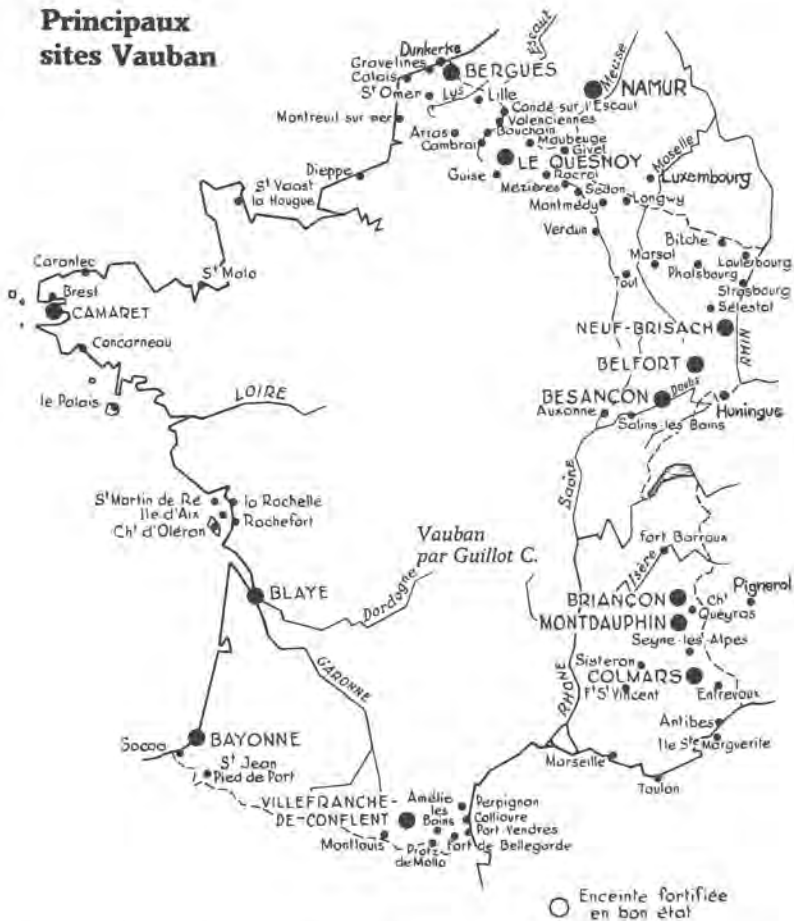 Principaux
sites Vauban
Escaut
Dunkerke
Gravelines
Calais
BERGUES
Meuse
St Omer
Lys
Lille
NAMUR
Condé sur l'Escaut
Montreuil sur mer
Valenciennes
Arras
Bouchain
Cambrai
Maubeuge
Givet
Moselle
LE QUESNOY
Dieppe
Guise
Rocroi
Luxembourg
St Vaast
la Hougue
Mézières
Sedan
Montmédy
Longwy
Verdun
Bitche
Carantec
Marsal
Lauterbourg
St Malo
Phalsbourg
Brest
Toul
Strasbourg
CAMARET
Sélestat
NEUF-BRISACH
Concarneau
RHIN
BELFORT
le Palais
LOIRE
BESANÇON
Doubs
Auxonne
Huningue
Salins-les Bains
Saône
St Martin de Ré
la Rochelle
Ile d'Aix
Rochefort
Cht d'Oléron
Vauban
par Guillot C.
Fort Barraux
l'Isère
BLAYE
Dordogne
BRIANÇON
Cht
Queyras
Pignerol
MONTDAUPHIN
Seyne-les-Alpes
GARONNE
Sisteron
COLMARS
RHONE
Ft St Vincent
Entrevaux
Antibes
BAYONNE
Ile Ste Marguerite
Socoa
St Jean
Pied de Port
Marseille
Toulon
VILLEFRANCHE-
DE-CONFLENT
Amélie
les
Bains
Perpignan
Collioure
Port-Vendres
Montlouis
Pratz
de Mollo
Fort de Bellegarde
Enceinte fortifiée
en bon état